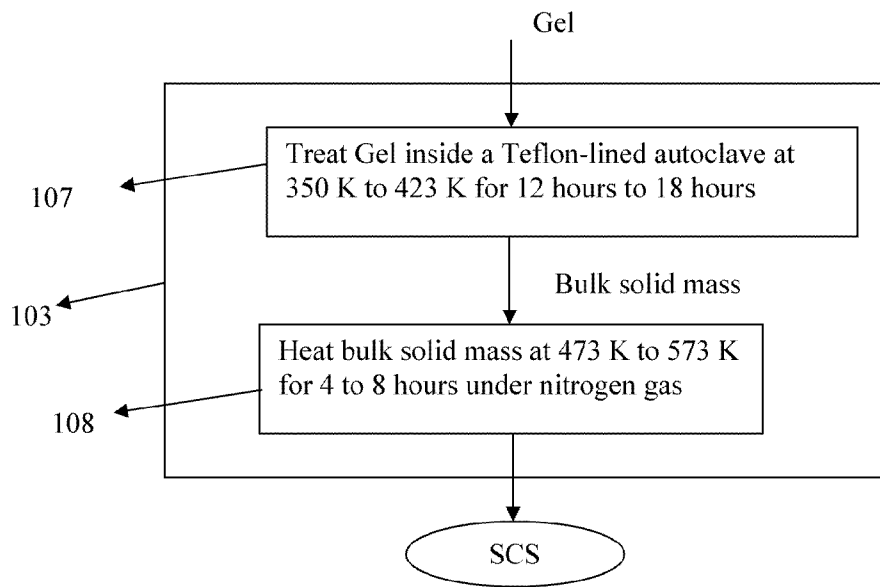 Gel
Treat Gel inside a Teflon-lined autoclave at
350 K to 423 K for 12 hours to 18 hours
107
Bulk solid mass
103
Heat bulk solid mass at 473 K to 573 K
for 4 to 8 hours under nitrogen gas
108
SCS